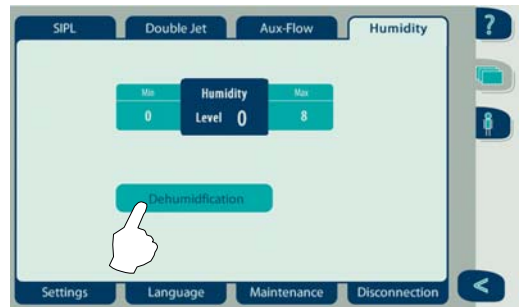 SIPL Double Jet Aux-Flow Humidity ?
Min Humidity Max
0 Level 0 8
Dehumidfication
Settings Language Maintenance Disconnection <